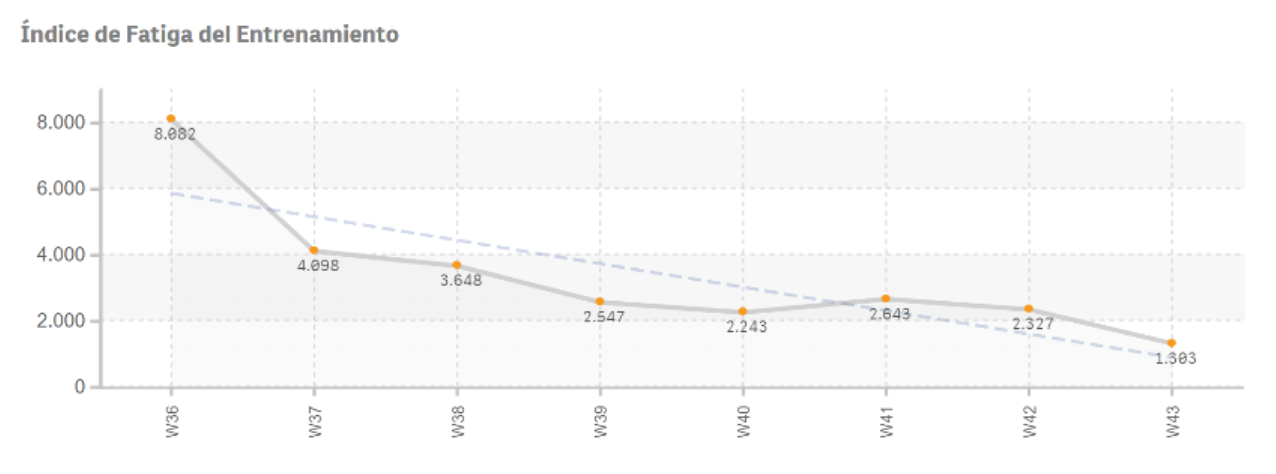 Índice de Fatiga del Entrenamiento
8.000
6.000
4.000
2.000
0
8.082
4.098
3.648
2.547
2.243
2.643
2.327
1.303
W36
W37
W38
W39
W40
W41
W42
W43